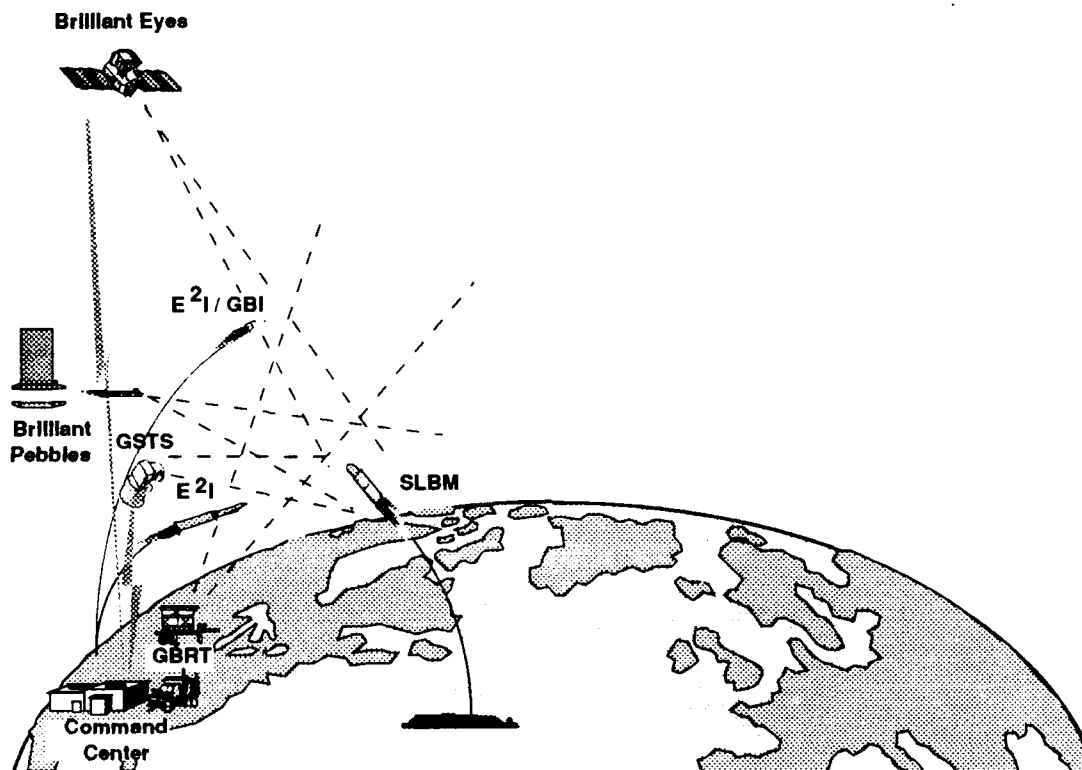 Brilliant Eyes
E2I / GBI
Brilliant
Pebbles
GSTS
E2I
SLBM
GBRT
Command
Center